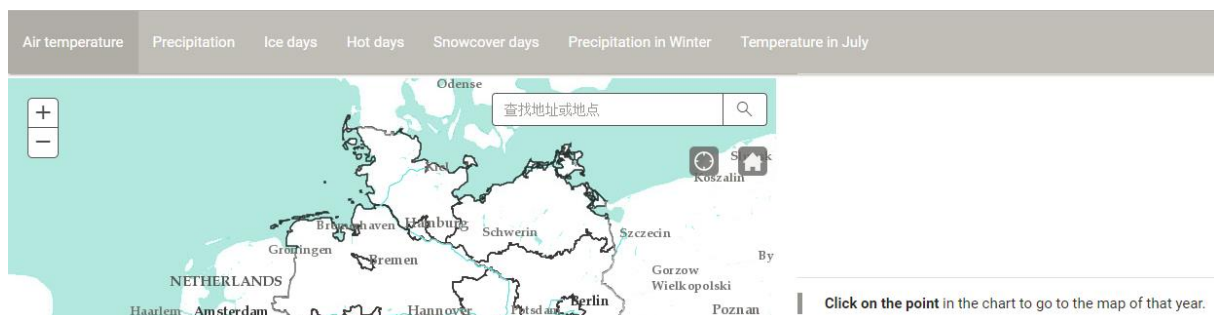 Air temperature Precipitation Ice days Hot days Snowcover days Precipitation in Winter Temperature in July
Odense
+
查找地址或地点
−
Kiel
Koszalin
Bremerhaven Hamburg
Schwerin Szczecin
Groningen
Bremen
By
Gorzow
Wielkopolski
NETHERLANDS
Berlin
Haarlem Amsterdam Hannover Potsdam Poznan
Click on the point in the chart to go to the map of that year.